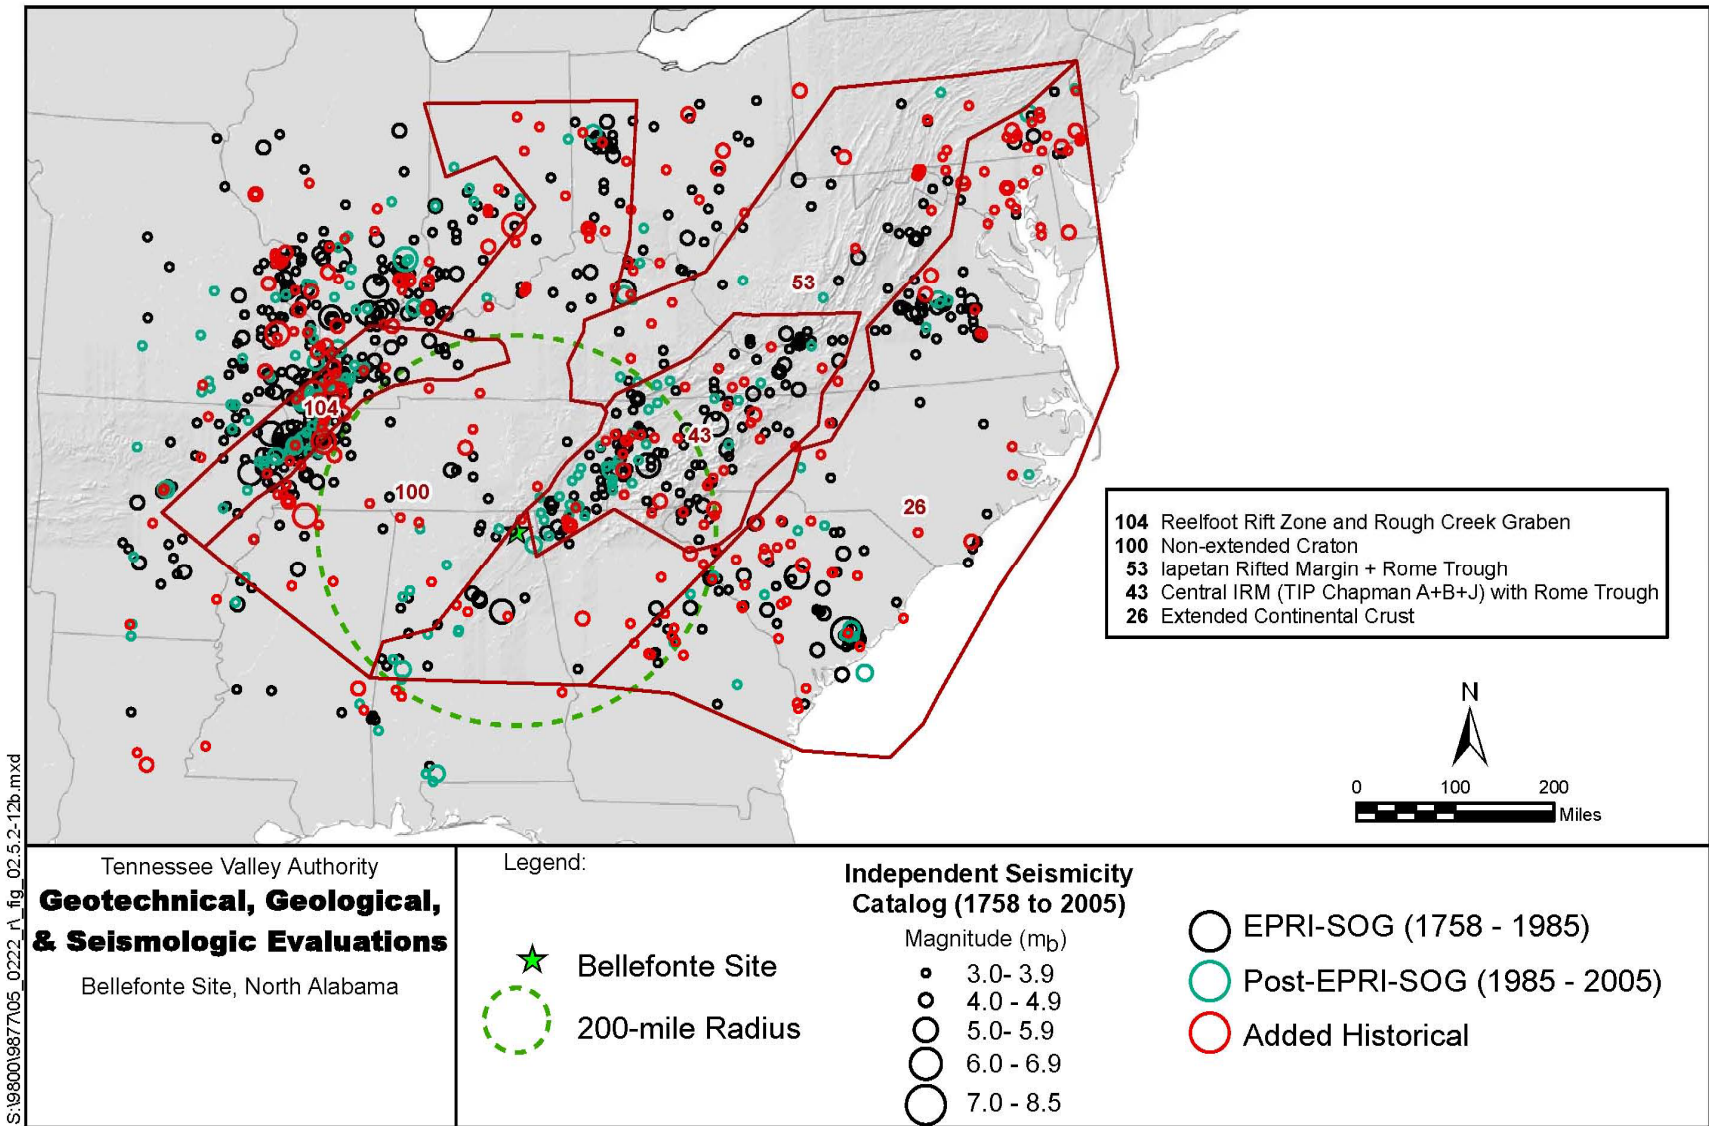 53
104
43
100
26
104 Reelfoot Rift Zone and Rough Creek Graben
100 Non-extended Craton
53 Iapetan Rifted Margin + Rome Trough
43 Central IRM (TIP Chapman A+B+J) with Rome Trough
26 Extended Continental Crust
N
0 100 200
Miles
S:\9800\9877\05_02222_r\_fig_02.5.2-12b.mxd
Tennessee Valley Authority
Geotechnical, Geological,
& Seismologic Evaluations
Bellefonte Site, North Alabama
Legend:
Bellefonte Site
200-mile Radius
Independent Seismicity
Catalog (1758 to 2005)
Magnitude (mb)
3.0- 3.9
4.0 - 4.9
5.0- 5.9
6.0 - 6.9
7.0 - 8.5
EPRI-SOG (1758 - 1985)
Post-EPRI-SOG (1985 - 2005)
Added Historical